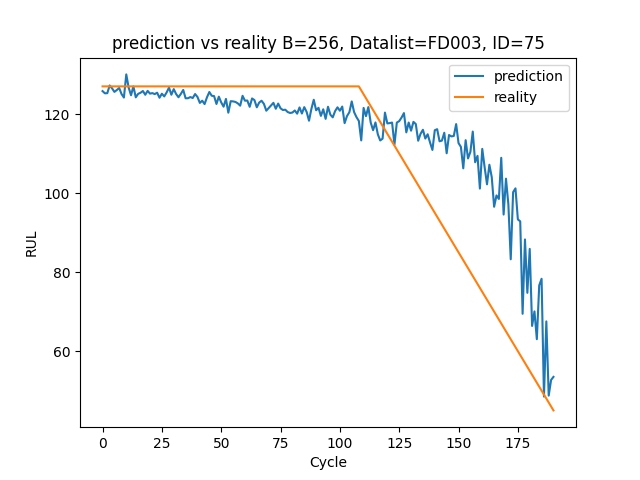 prediction vs reality B=256, Datalist=FD003, ID=75
prediction
reality
RUL
120
100
80
60
0 25 50 75 100 125 150 175
Cycle